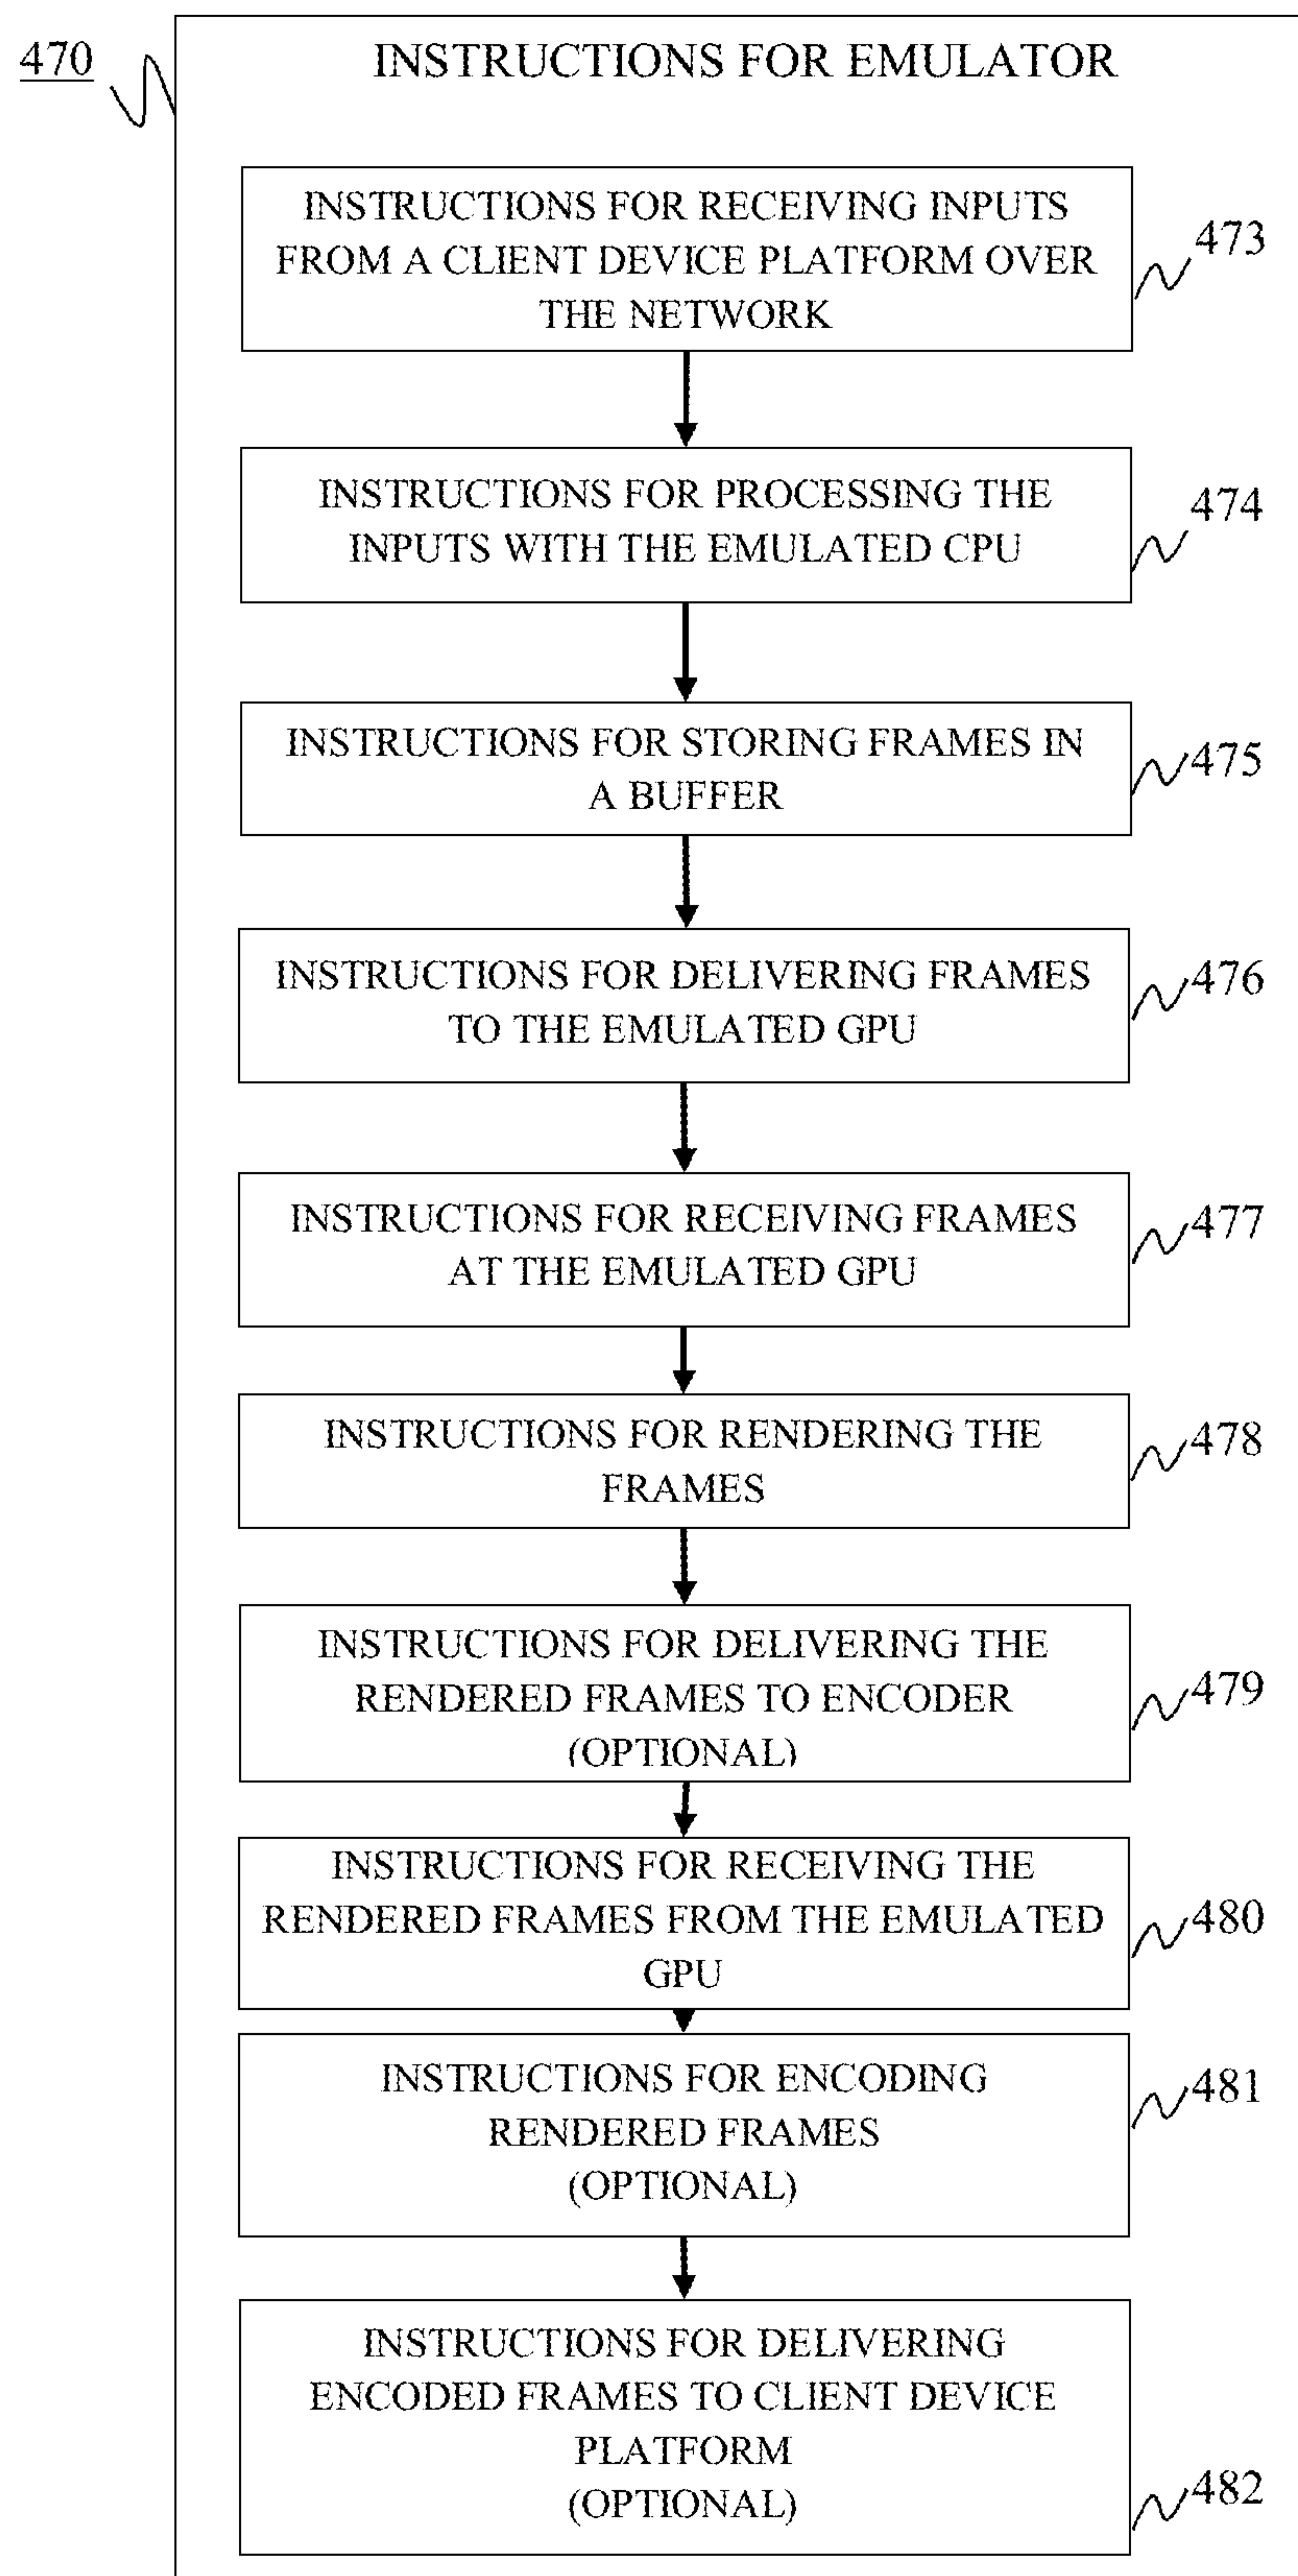 470
INSTRUCTIONS FOR EMULATOR
INSTRUCTIONS FOR RECEIVING INPUTS
FROM A CLIENT DEVICE PLATFORM OVER
THE NETWORK
473
INSTRUCTIONS FOR PROCESSING THE
INPUTS WITH THE EMULATED CPU
474
INSTRUCTIONS FOR STORING FRAMES IN
A BUFFER
475
INSTRUCTIONS FOR DELIVERING FRAMES
TO THE EMULATED GPU
476
INSTRUCTIONS FOR RECEIVING FRAMES
AT THE EMULATED GPU
477
INSTRUCTIONS FOR RENDERING THE
FRAMES
478
INSTRUCTIONS FOR DELIVERING THE
RENDERED FRAMES TO ENCODER
(OPTIONAL)
479
INSTRUCTIONS FOR RECEIVING THE
RENDERED FRAMES FROM THE EMULATED
GPU
480
INSTRUCTIONS FOR ENCODING
RENDERED FRAMES
(OPTIONAL)
481
INSTRUCTIONS FOR DELIVERING
ENCODED FRAMES TO CLIENT DEVICE
PLATFORM
(OPTIONAL)
482